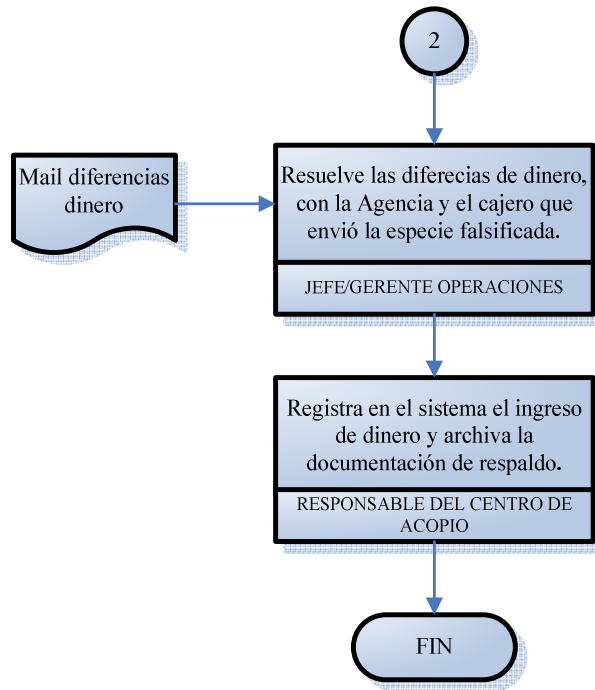 2
Mail diferencias
dinero
Resuelve las diferecias de dinero,
con la Agencia y el cajero que
envió la especie falsificada.
JEFE/GERENTE OPERACIONES
Registra en el sistema el ingreso
de dinero y archiva la
documentación de respaldo.
RESPONSABLE DEL CENTRO DE
ACOPIO
FIN